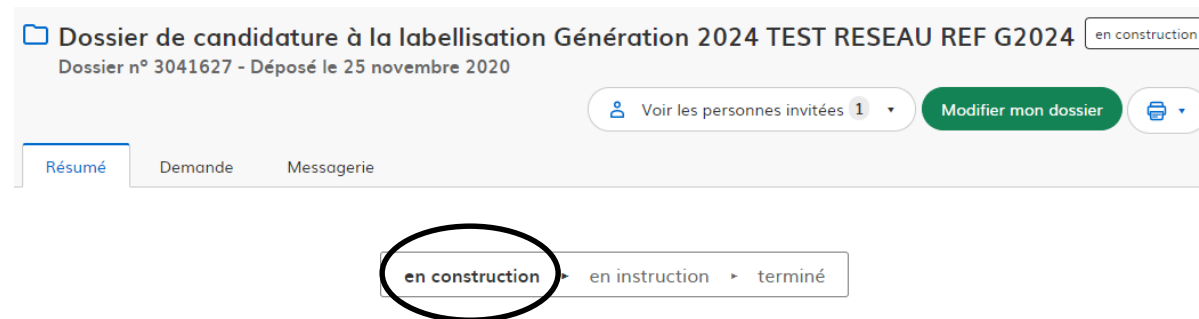 Dossier de candidature à la labellisation Génération 2024 TEST RESEAU REF G2024 en construction
Dossier nº 3041627 - Déposé le 25 novembre 2020
Voir les personnes invitées 1 Modifier mon dossier
Résumé Demande Messagerie
en construction ▸ en instruction ▸ terminé